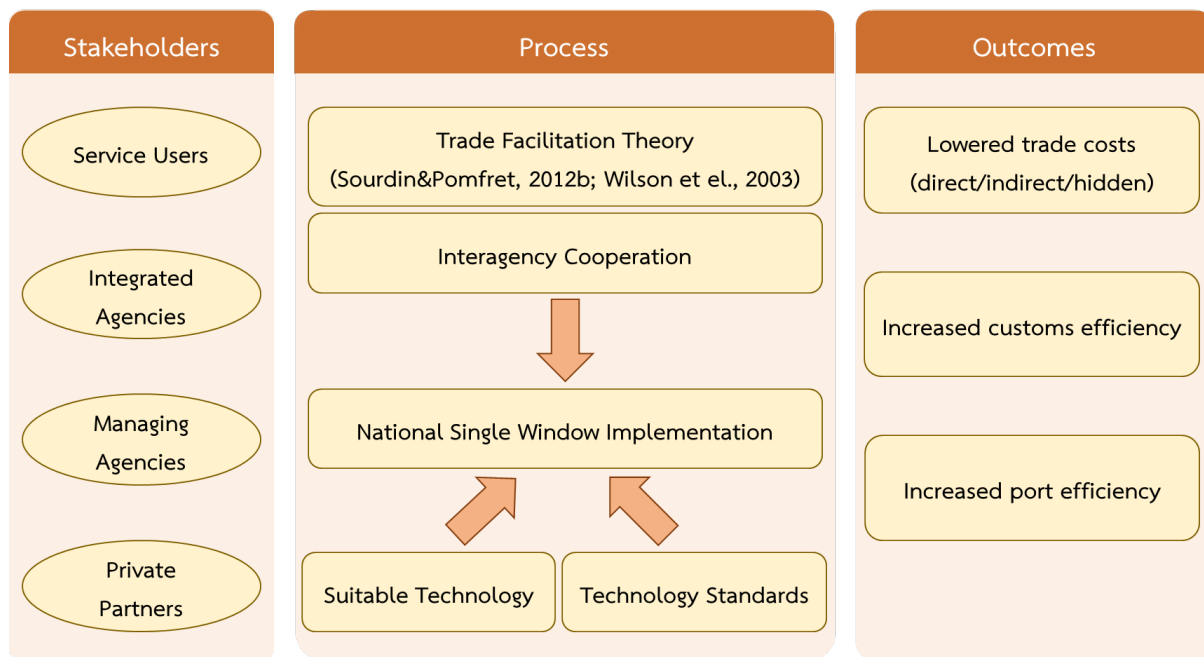 Stakeholders
Service Users
Integrated
Agencies
Managing
Agencies
Private
Partners
Process
Trade Facilitation Theory
(Sourdin&Pomfret, 2012b; Wilson et el., 2003)
Interagency Cooperation
National Single Window Implementation
Suitable Technology
Technology Standards
Outcomes
Lowered trade costs
(direct/indirect/hidden)
Increased customs efficiency
Increased port efficiency